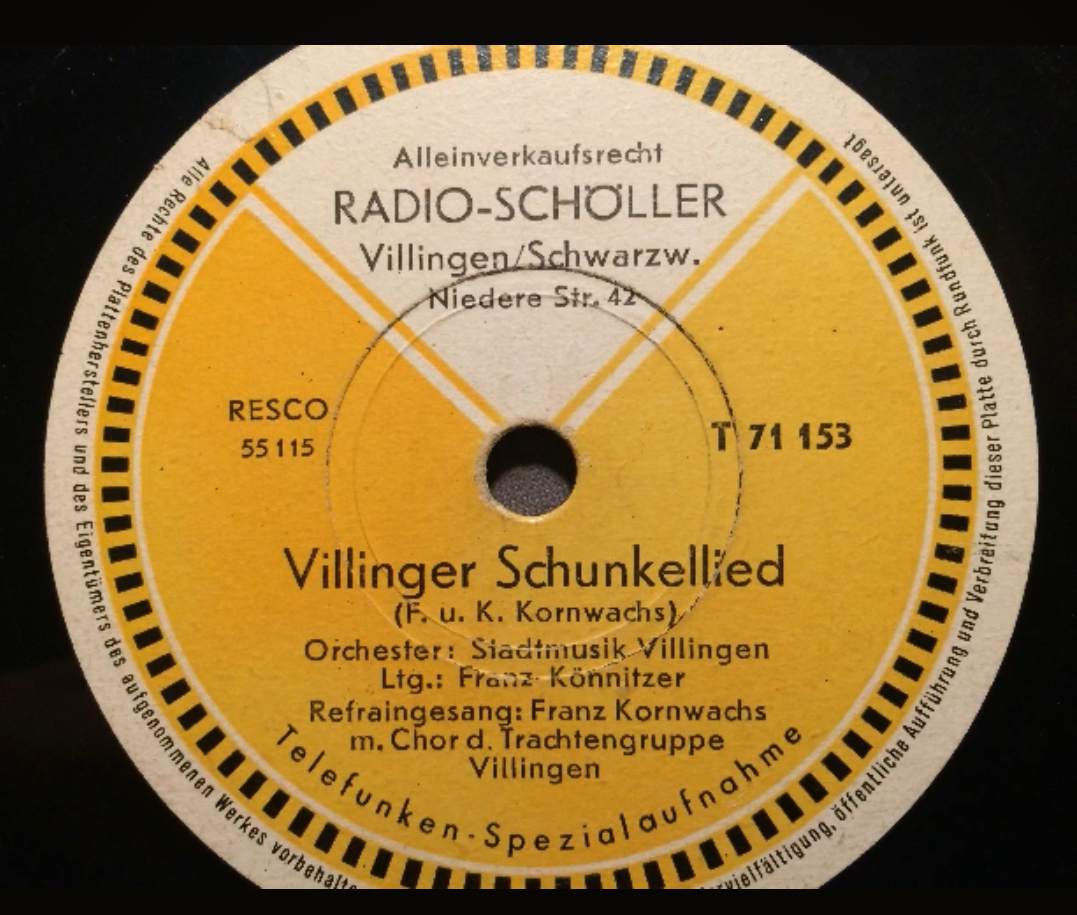 Alleinverkaufsrecht
RADIO-SCHÖLLER
Villingen/Schwarzw.
Niedere Str. 42
RESCO
55115
T 71 153
Villinger Schunkellied
(F. u. K. Kornwachs)
Orchester: Stadtmusik Villingen
Ltg.: Franz Könnitzer
Refraingesang: Franz Kornwachs
m. Chor d. Trachtengruppe
Villingen
Telefunken-Spezialaufnahme
Alle Rechte des Plattenherstellers und des Eigentümers des aufgenommenen Werkes
öffentliche Aufführung und Verbreitung dieser Platte durch Rundfunk ist untersagt